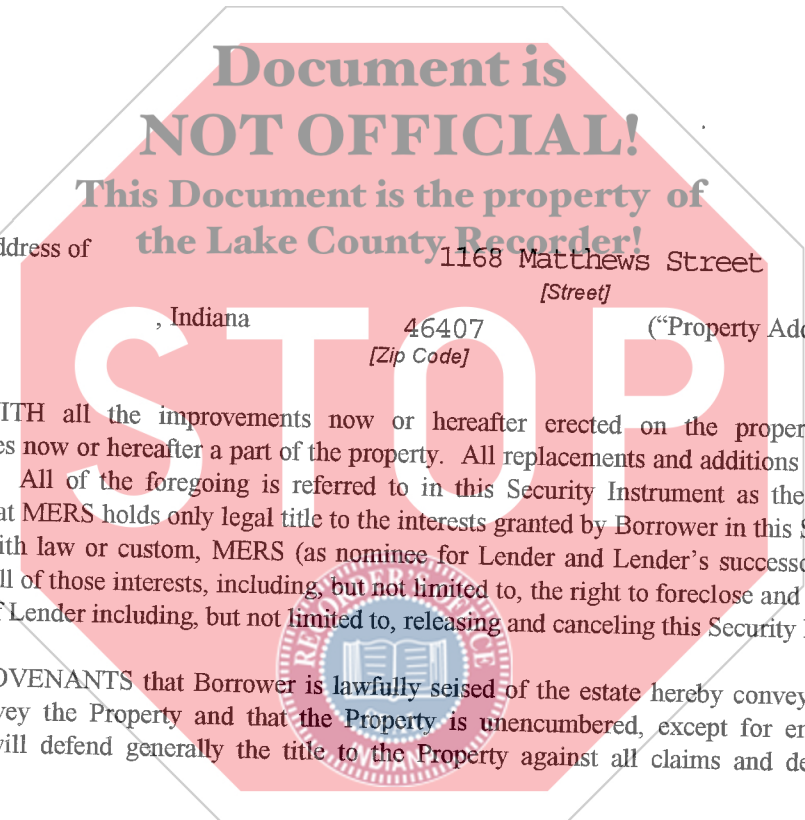 Document is
NOT OFFICIAL!
This Document is the property of
the Lake County Recorder!
ddress of 1168 Matthews Street
[Street]
, Indiana 46407 (“Property Add
[Zip Code]
STOP
ITH all the improvements now or hereafter erected on the proper
es now or hereafter a part of the property. All replacements and additions
All of the foregoing is referred to in this Security Instrument as the
at MERS holds only legal title to the interests granted by Borrower in this S
ith law or custom, MERS (as nominee for Lender and Lender’s successo
ll of those interests, including, but not limited to, the right to foreclose and
f Lender including, but not limited to, releasing and canceling this Security
RECORDER'S OFFICE
OVENANTS that Borrower is lawfully seised of the estate hereby convey
vey the Property and that the Property is unencumbered, except for en
will defend generally the title to the Property against all claims and de
INDIANA